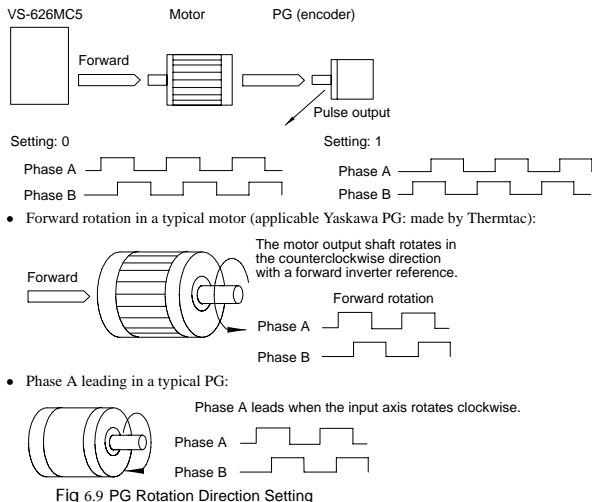 VS-626MC5 Motor PG (encoder)
Forward
Pulse output
Setting: 0 Setting: 1
Phase A Phase A
Phase B Phase B
• Forward rotation in a typical motor (applicable Yaskawa PG: made by Thermtac):
The motor output shaft rotates in
the counterclockwise direction
with a forward inverter reference.
Forward
Forward rotation
Phase A
Phase B
• Phase A leading in a typical PG:
Phase A leads when the input axis rotates clockwise.
Phase A
Phase B
Fig 6.9 PG Rotation Direction Setting